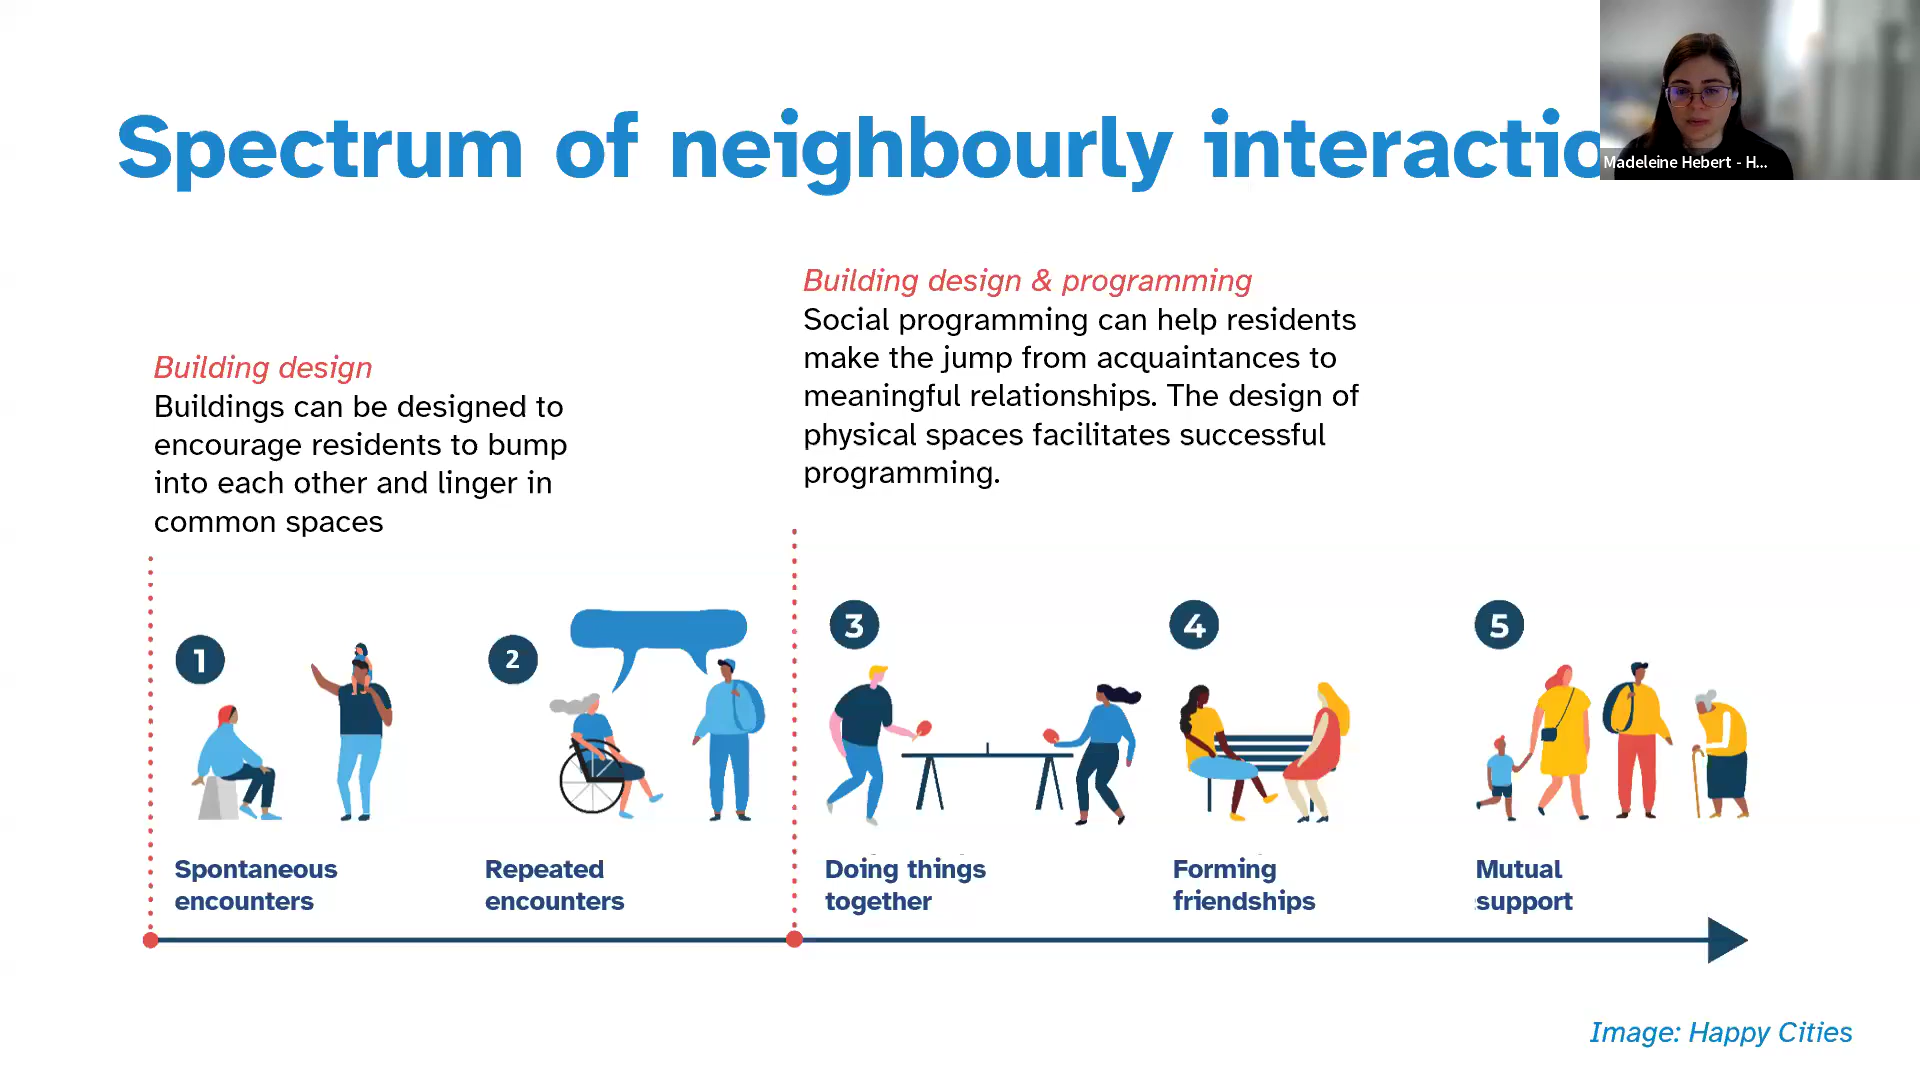 Spectrum of neighbourly interactio
Madeleine Hebert - H...
Building design
Buildings can be designed to
encourage residents to bump
into each other and linger in
common spaces
Building design & programming
Social programming can help residents
make the jump from acquaintances to
meaningful relationships. The design of
physical spaces facilitates successful
programming.
1
2
3
4
5
Spontaneous
encounters
Repeated
encounters
Doing things
together
Forming
friendships
Mutual
support
Image: Happy Cities